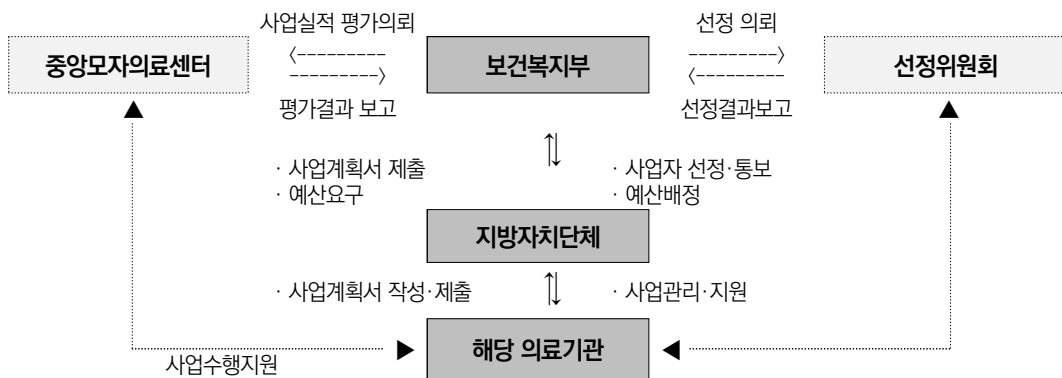 사업실적 평가의뢰
선정 의뢰
중앙모자의료센터
보건복지부
선정위원회
평가결과 보고
선정결과보고
· 사업계획서 제출
· 예산요구
· 사업자 선정·통보
· 예산배정
지방자치단체
· 사업계획서 작성·제출
· 사업관리·지원
해당 의료기관
사업수행지원